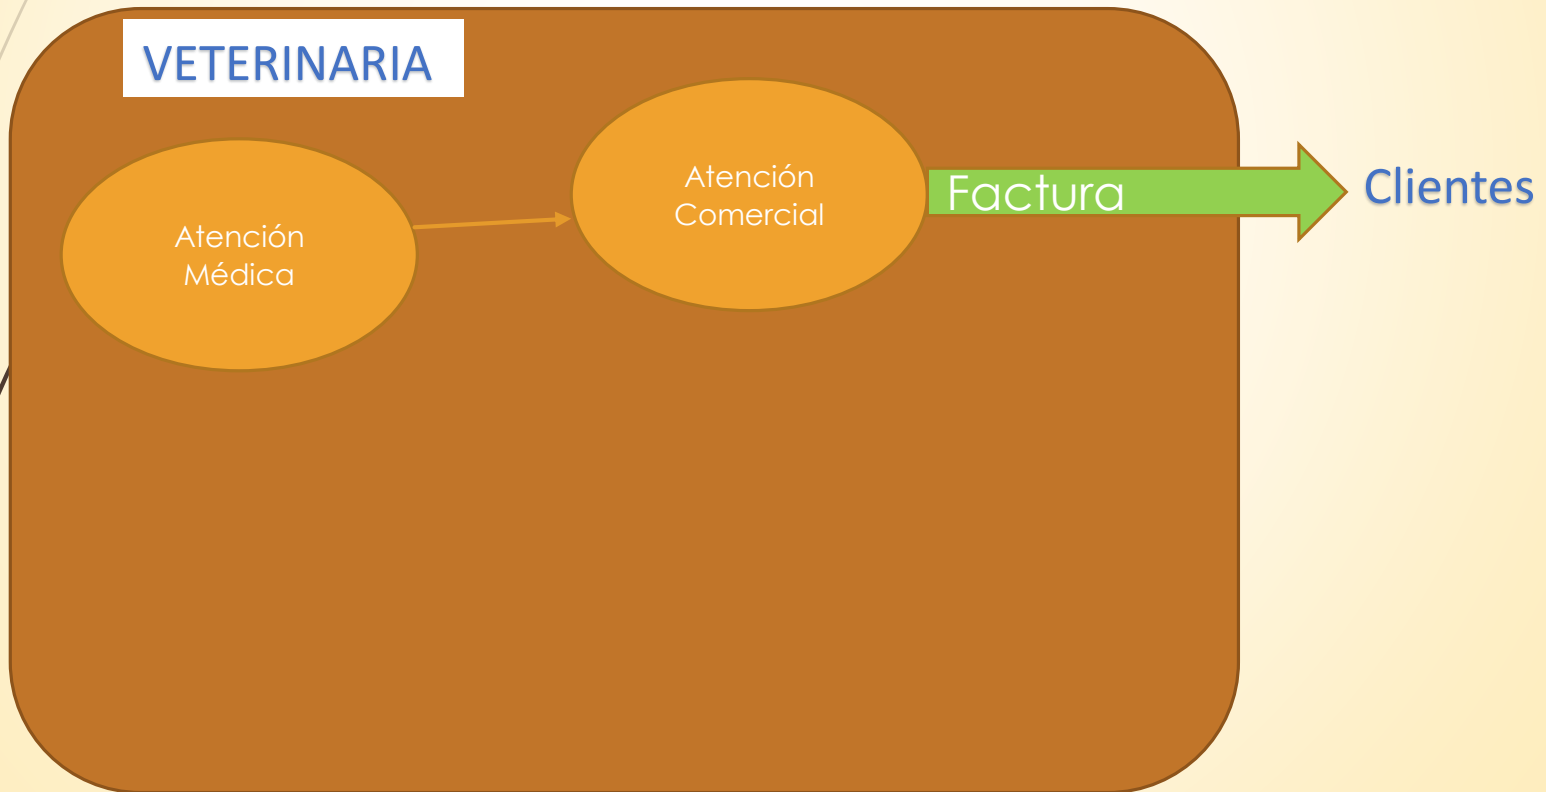 VETERINARIA
Atención
Médica
Atención
Comercial
Factura
Clientes